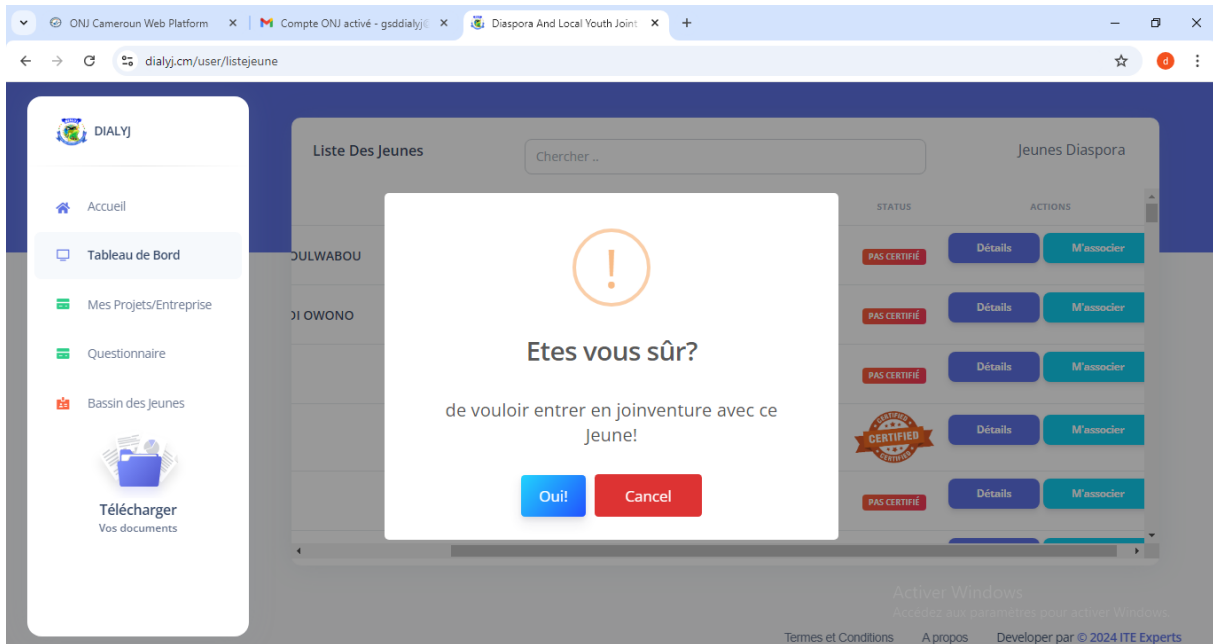 ONJ Cameroun Web Platform
Compte ONJ activé - gsddialyj
Diaspora And Local Youth Joint
dialyj.cm/user/listejeune
d
DIALYJ
Accueil
Tableau de Bord
Mes Projets/Entreprise
Questionnaire
Bassin des Jeunes
Télécharger
Vos documents
Liste Des Jeunes
Chercher ..
Jeunes Diaspora
STATUS ACTIONS
OULWABOU PAS CERTIFIÉ Détails M'associer
DI OWONO PAS CERTIFIÉ Détails M'associer
PAS CERTIFIÉ Détails M'associer
CERTIFIED CERTIFIED CERTIFIED Détails M'associer
PAS CERTIFIÉ Détails M'associer
!
Etes vous sûr?
de vouloir entrer en joinventure avec ce
Jeune!
Oui! Cancel
Activer Windows
Accédez aux paramètres pour activer Windows.
Termes et Conditions A propos Developer par © 2024 ITE Experts